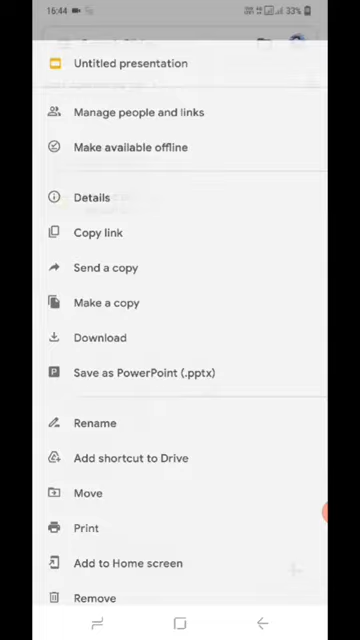 16:44
33%
Untitled presentation
Manage people and links
Make available offline
Details
Copy link
Send a copy
Make a copy
Download
Save as PowerPoint (.pptx)
Rename
Add shortcut to Drive
Move
Print
Add to Home screen
Remove